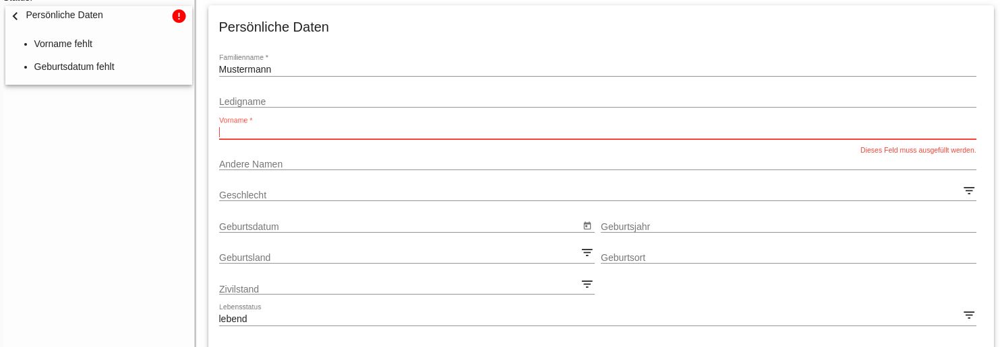 Persönliche Daten
• Vorname fehlt
• Geburtsdatum fehlt
Persönliche Daten
Familienname *
Mustermann
Ledigname
Vorname *
Dieses Feld muss ausgefüllt werden.
Andere Namen
Geschlecht
Geburtsdatum
Geburtsjahr
Geburtsland
Geburtsort
Zivilstand
Lebensstatus
lebend